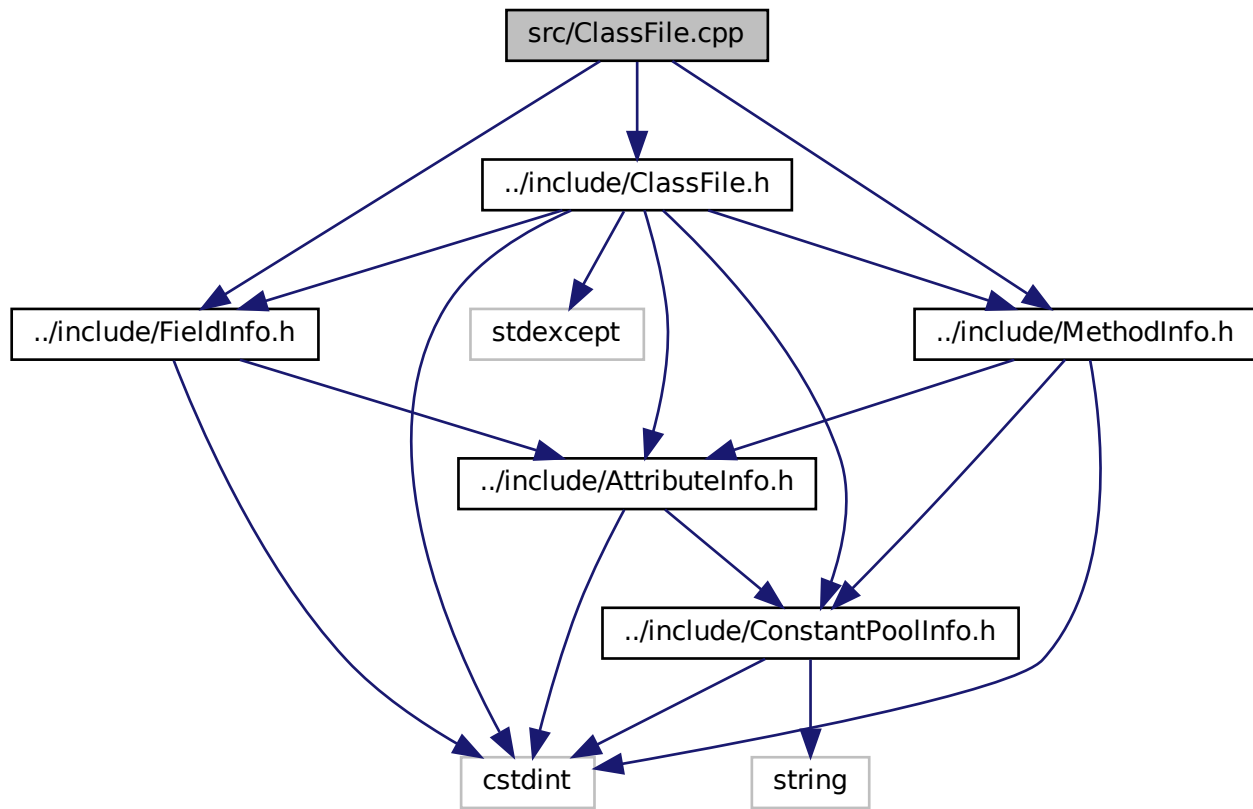 src/ClassFile.cpp
../include/ClassFile.h
../include/FieldInfo.h
stdexcept
../include/MethodInfo.h
../include/AttributeInfo.h
../include/ConstantPoolInfo.h
cstdint
string